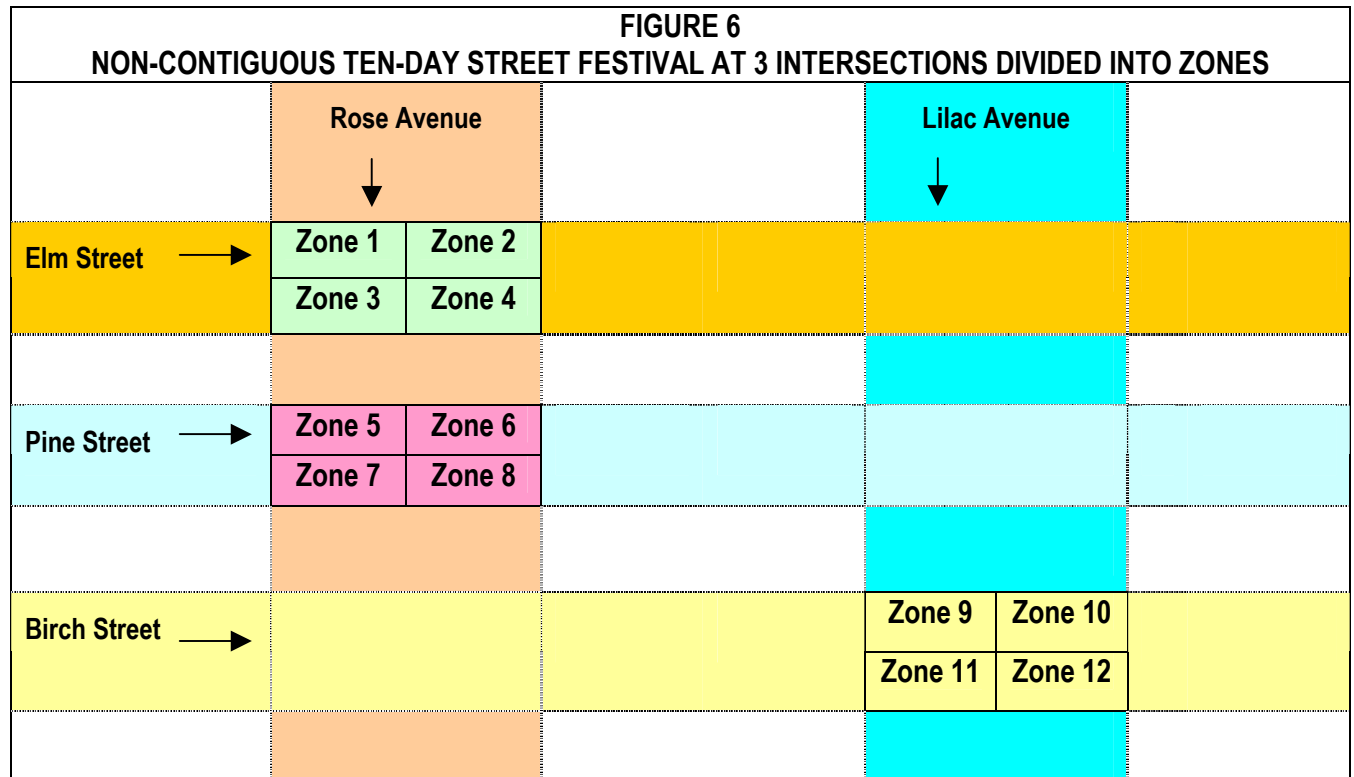 FIGURE 6
NON-CONTIGUOUS TEN-DAY STREET FESTIVAL AT 3 INTERSECTIONS DIVIDED INTO ZONES
Rose Avenue
Lilac Avenue
Elm Street
Zone 1
Zone 2
Zone 3
Zone 4
Pine Street
Zone 5
Zone 6
Zone 7
Zone 8
Birch Street
Zone 9
Zone 10
Zone 11
Zone 12